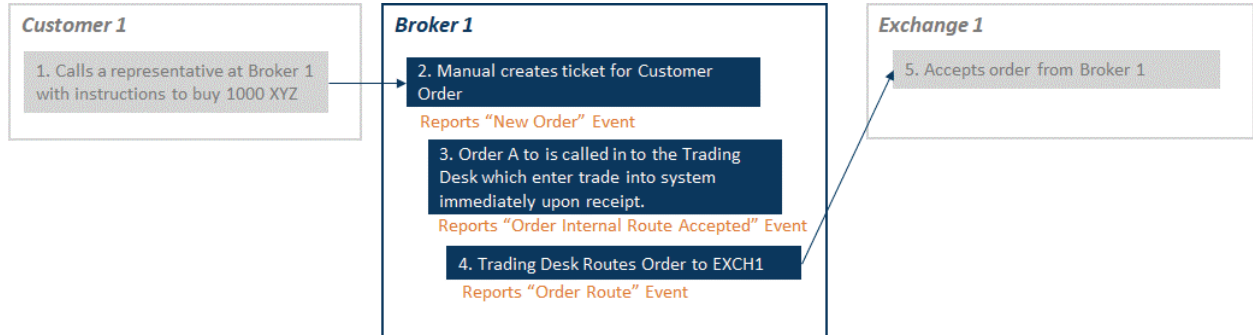 Customer 1
1. Calls a representative at Broker 1
with instructions to buy 1000 XYZ
Broker 1
2. Manual creates ticket for Customer
Order
Reports “New Order” Event
3. Order A to is called in to the Trading
Desk which enter trade into system
immediately upon receipt.
Reports “Order Internal Route Accepted” Event
4. Trading Desk Routes Order to EXCH1
Reports “Order Route” Event
Exchange 1
5. Accepts order from Broker 1